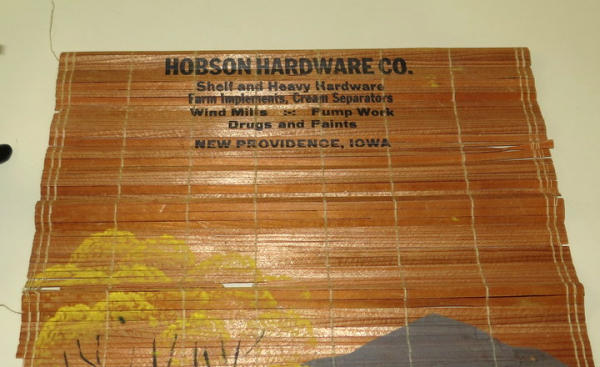 HOBSON HARDWARE CO.
Shelf and Heavy Hardware
Farm Implements, Cream Separators
Wind Mills :-: Pump Work
Drugs and Paints
NEW PROVIDENCE, IOWA